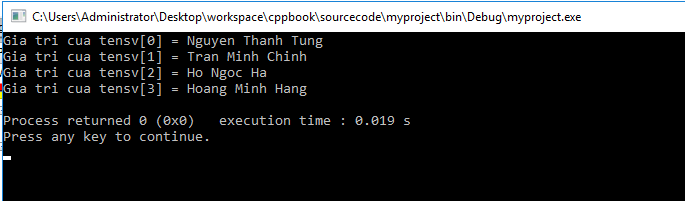 C:\Users\Administrator\Desktop\workspace\cppbook\sourcecode\myproject\bin\Debug\myproject.exe
Gia tri cua tensv[0] = Nguyen Thanh Tung
Gia tri cua tensv[1] = Tran Minh Chinh
Gia tri cua tensv[2] = Ho Ngoc Ha
Gia tri cua tensv[3] = Hoang Minh Hang
Process returned 0 (0x0)   execution time : 0.019 s
Press any key to continue.